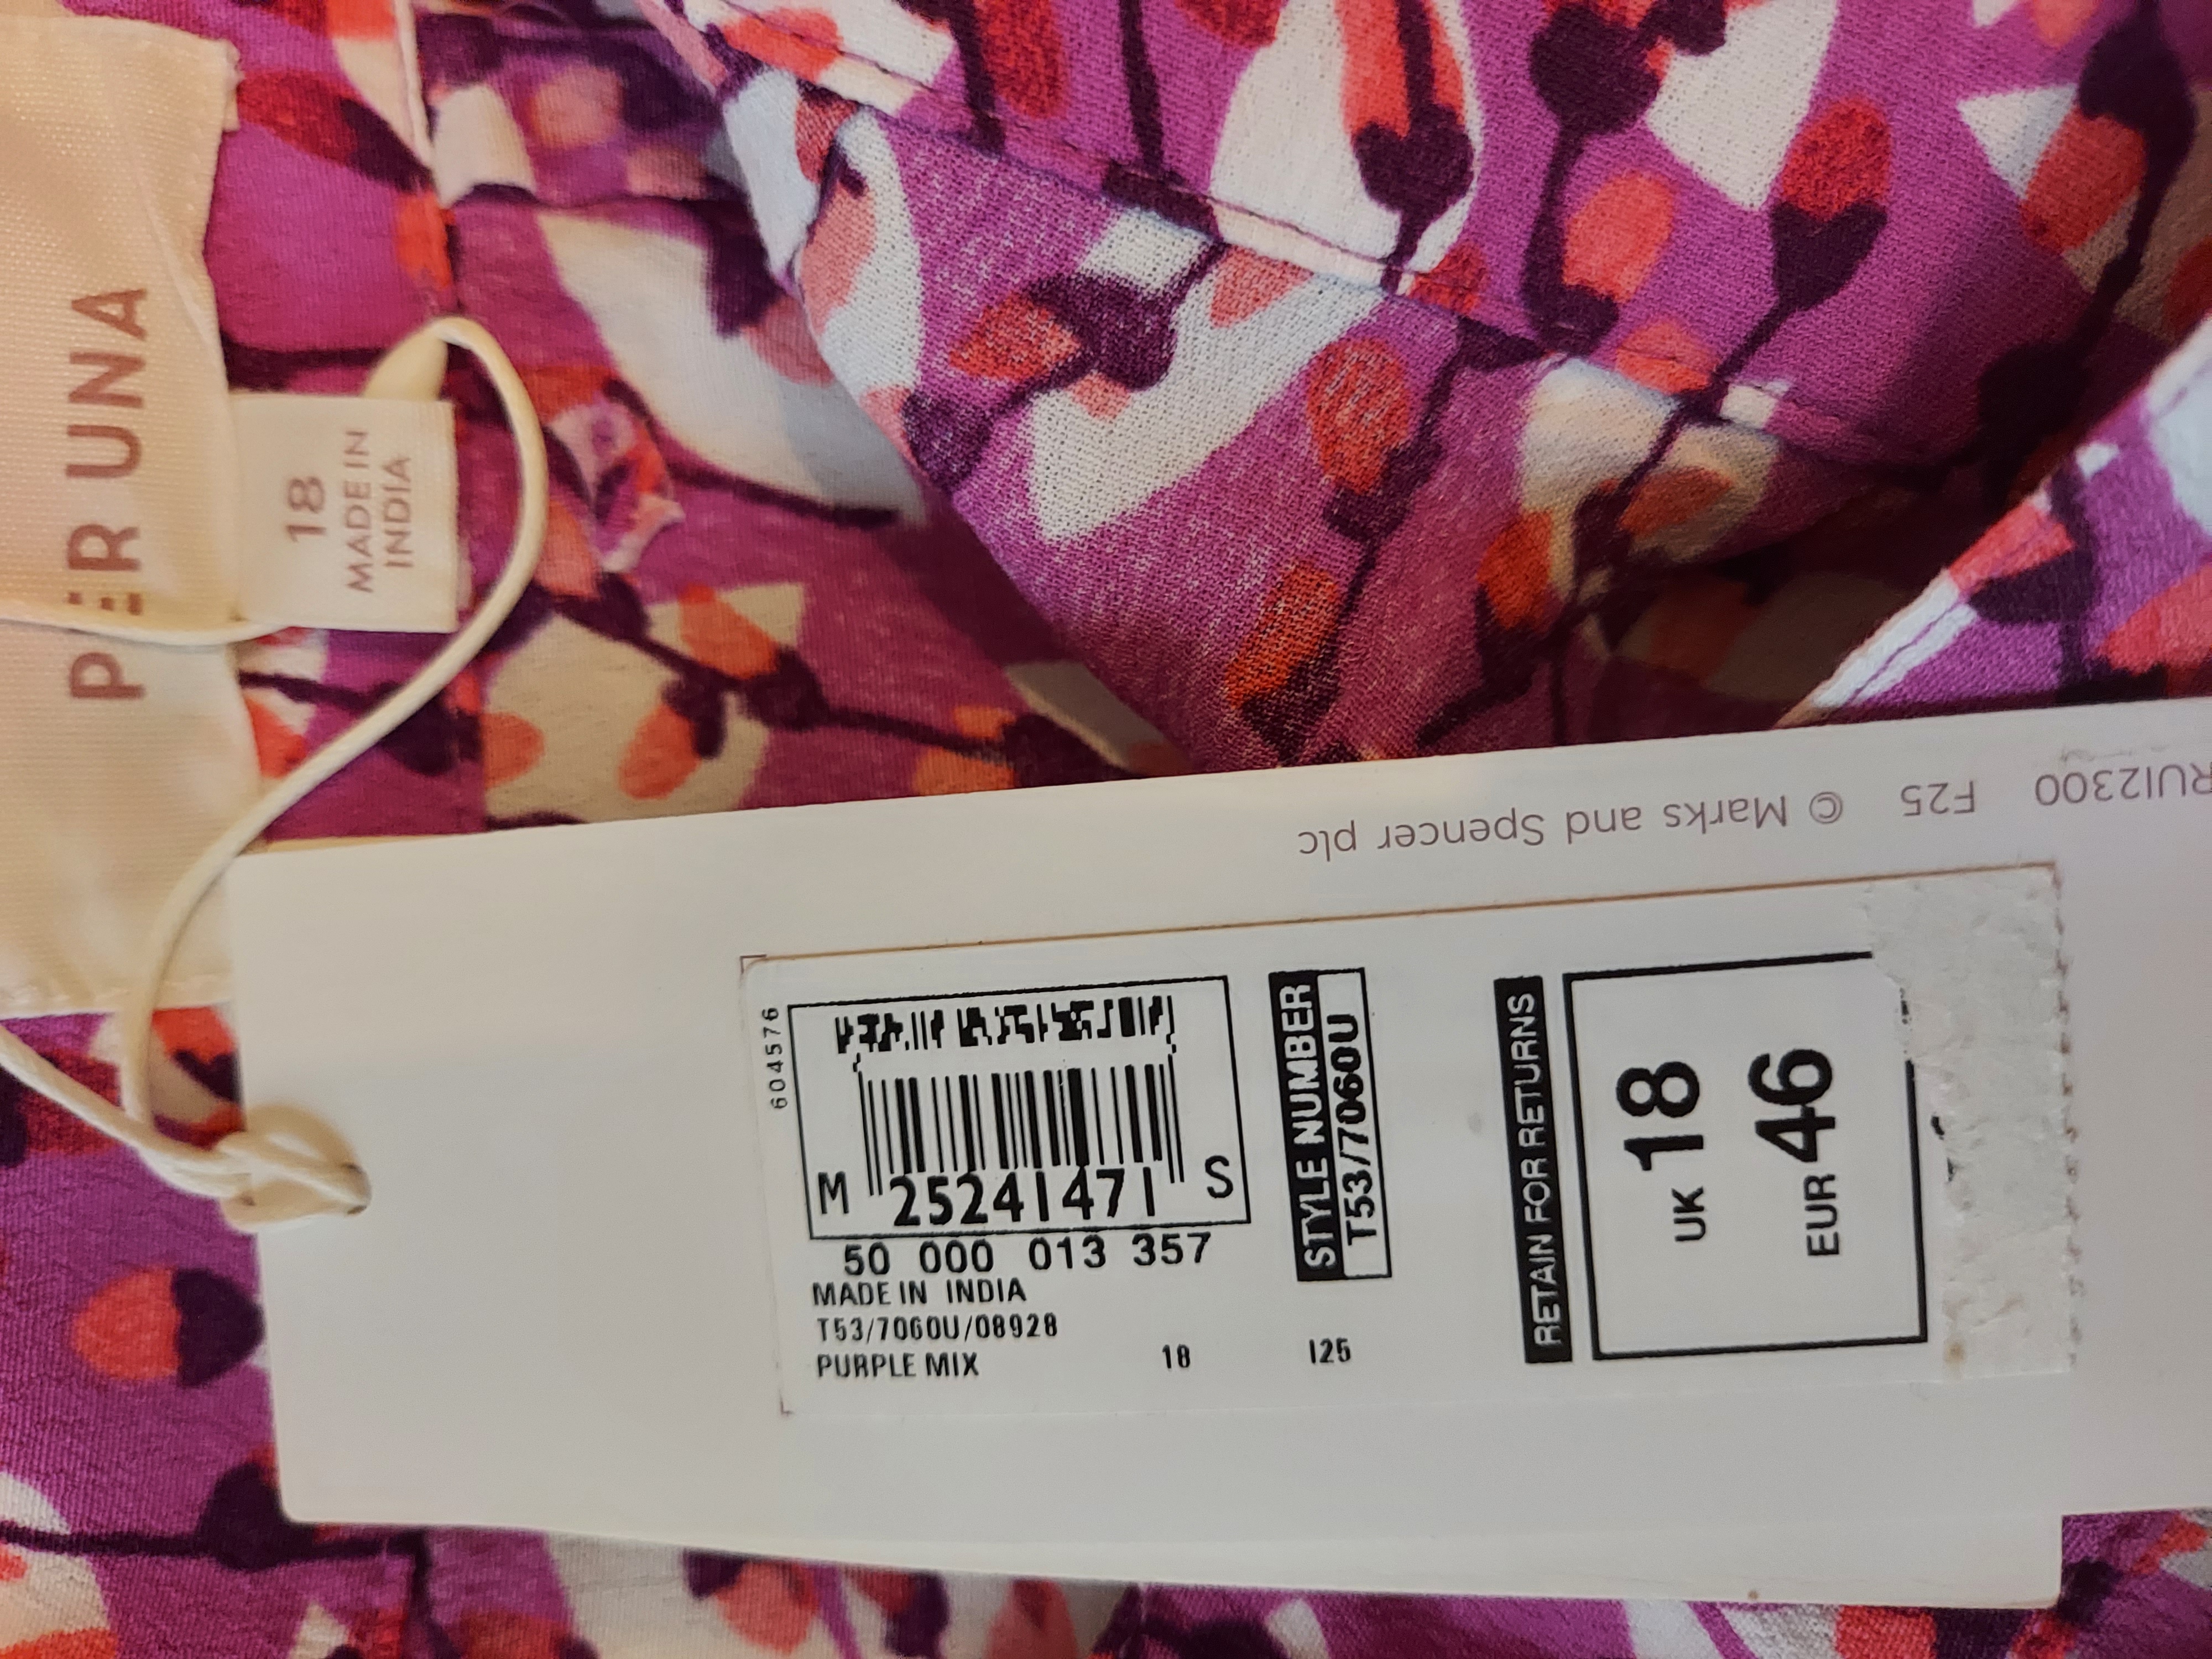 PER UNA
18
MADE IN
INDIA
© Marks and Spencer plc
F25
RUI2300
604576
M 25241471 S
50 000 013 357
MADE IN INDIA
T53/7060U/08928
PURPLE MIX 18 I25
STYLE NUMBER
T53/7060U
RETAIN FOR RETURNS
UK 18
EUR 46